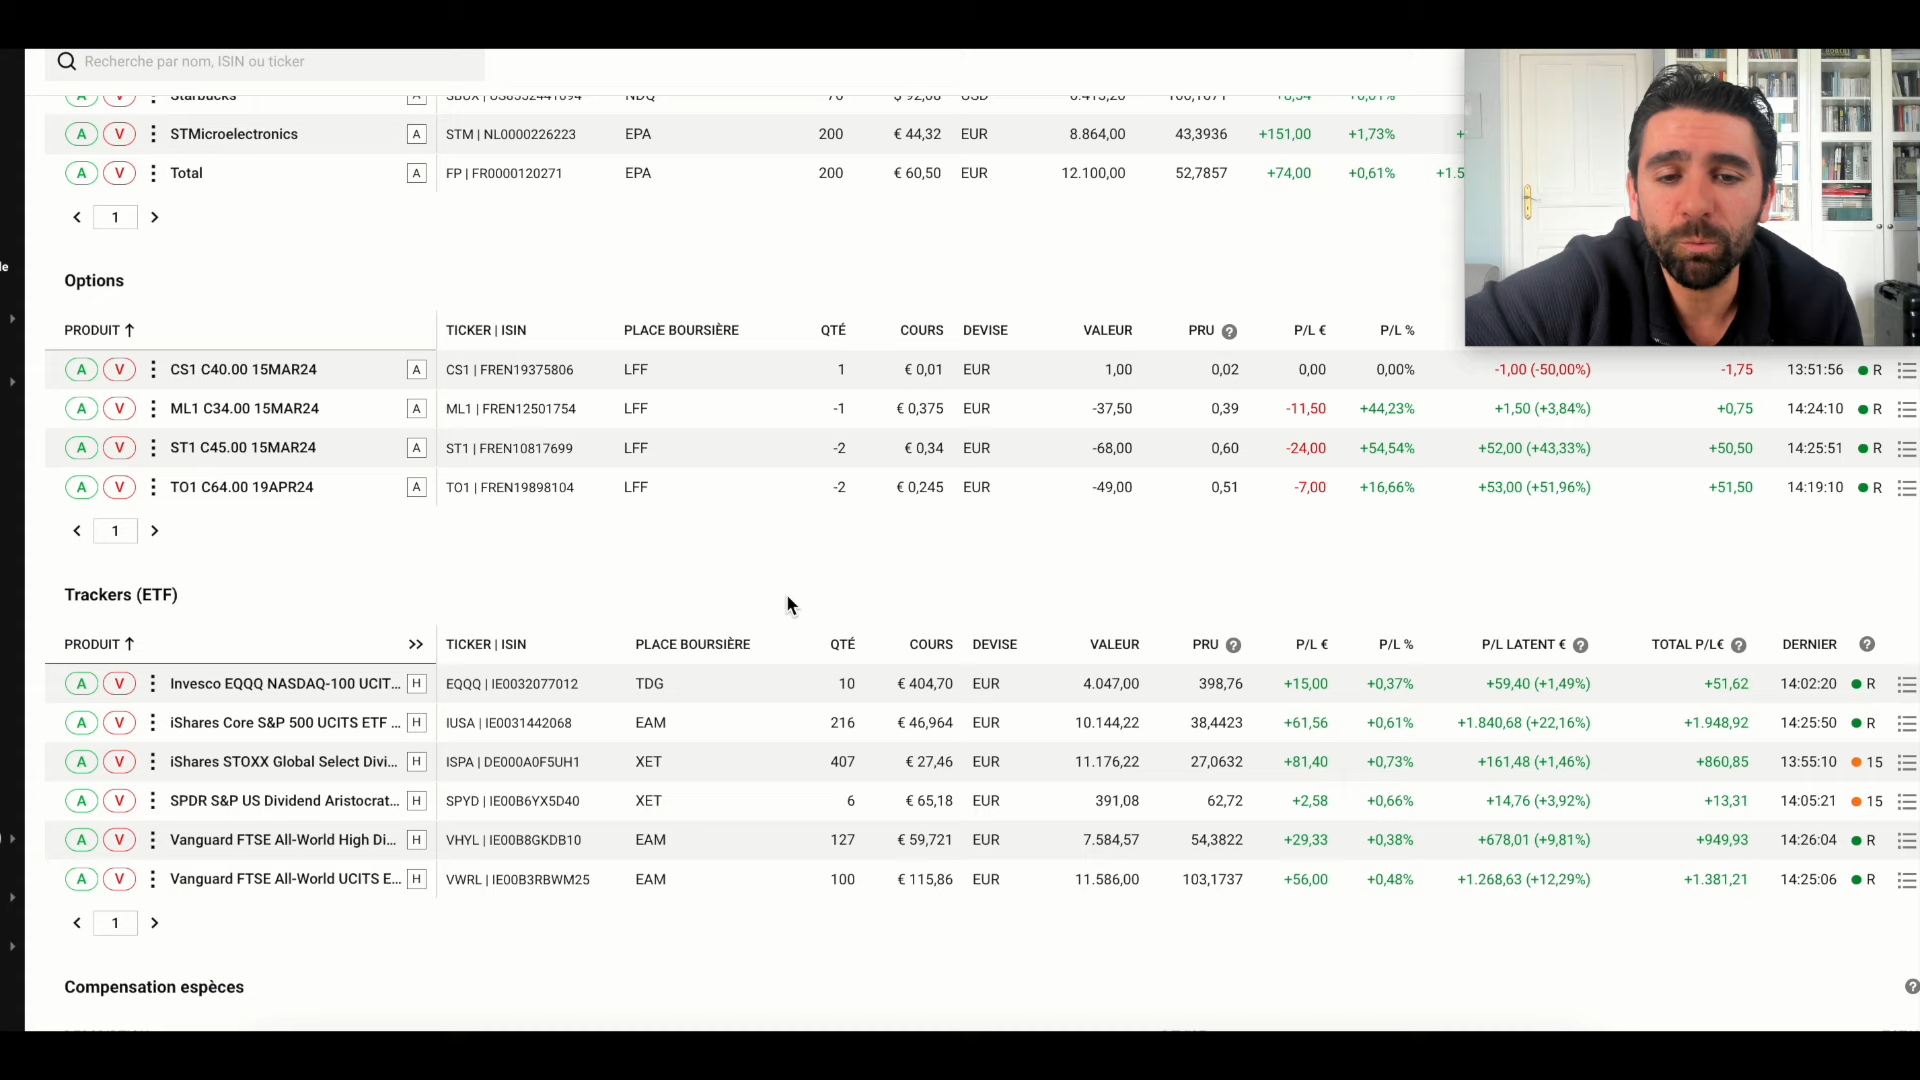 Recherche par nom, ISIN ou ticker
A V Starbucks A SBUX | US8552441094 NDQ 70 $ 92,08 USD
A V STMicroelectronics A STM | NL0000226223 EPA 200 € 44,32 EUR 8.864,00 43,3936 +151,00 +1,73% +
A V Total A FP | FR0000120271 EPA 200 € 60,50 EUR 12.100,00 52,7857 +74,00 +0,61% +1.5
1
le
Options
PRODUIT TICKER | ISIN PLACE BOURSIÈRE QTÉ COURS DEVISE VALEUR PRU ? P/L € P/L %
A V CS1 C40.00 15MAR24 A CS1 | FREN19375806 LFF 1 € 0,01 EUR 1,00 0,02 0,00 0,00% -1,00 (-50,00%) -1,75 13:51:56 R
A V ML1 C34.00 15MAR24 A ML1 | FREN12501754 LFF -1 € 0,375 EUR -37,50 0,39 -11,50 +44,23% +1,50 (+3,84%) +0,75 14:24:10 R
A V ST1 C45.00 15MAR24 A ST1 | FREN10817699 LFF -2 € 0,34 EUR -68,00 0,60 -24,00 +54,54% +52,00 (+43,33%) +50,50 14:25:51 R
A V TO1 C64.00 19APR24 A TO1 | FREN19898104 LFF -2 € 0,245 EUR -49,00 0,51 -7,00 +16,66% +53,00 (+51,96%) +51,50 14:19:10 R
1
Trackers (ETF)
PRODUIT TICKER | ISIN PLACE BOURSIÈRE QTÉ COURS DEVISE VALEUR PRU ? P/L € P/L % P/L LATENT € ? TOTAL P/L€ ? DERNIER ?
A V Invesco EQQQ NASDAQ-100 UCIT... H EQQQ | IE0032077012 TDG 10 € 404,70 EUR 4.047,00 398,76 +15,00 +0,37% +59,40 (+1,49%) +51,62 14:02:20 R
A V iShares Core S&P 500 UCITS ETF ... H IUSA | IE0031442068 EAM 216 € 46,964 EUR 10.144,22 38,4423 +61,56 +0,61% +1.840,68 (+22,16%) +1.948,92 14:25:50 R
A V iShares STOXX Global Select Divi... H ISPA | DE000A0F5UH1 XET 407 € 27,46 EUR 11.176,22 27,0632 +81,40 +0,73% +161,48 (+1,46%) +860,85 13:55:10 15
A V SPDR S&P US Dividend Aristocrat... H SPYD | IE00B6YX5D40 XET 6 € 65,18 EUR 391,08 62,72 +2,58 +0,66% +14,76 (+3,92%) +13,31 14:05:21 15
A V Vanguard FTSE All-World High Di... H VHYL | IE00B8GKDB10 EAM 127 € 59,721 EUR 7.584,57 54,3822 +29,33 +0,38% +678,01 (+9,81%) +949,93 14:26:04 R
A V Vanguard FTSE All-World UCITS E... H VWRL | IE00B3RBWM25 EAM 100 € 115,86 EUR 11.586,00 103,1737 +56,00 +0,48% +1.268,63 (+12,29%) +1.381,21 14:25:06 R
1
Compensation espèces ?